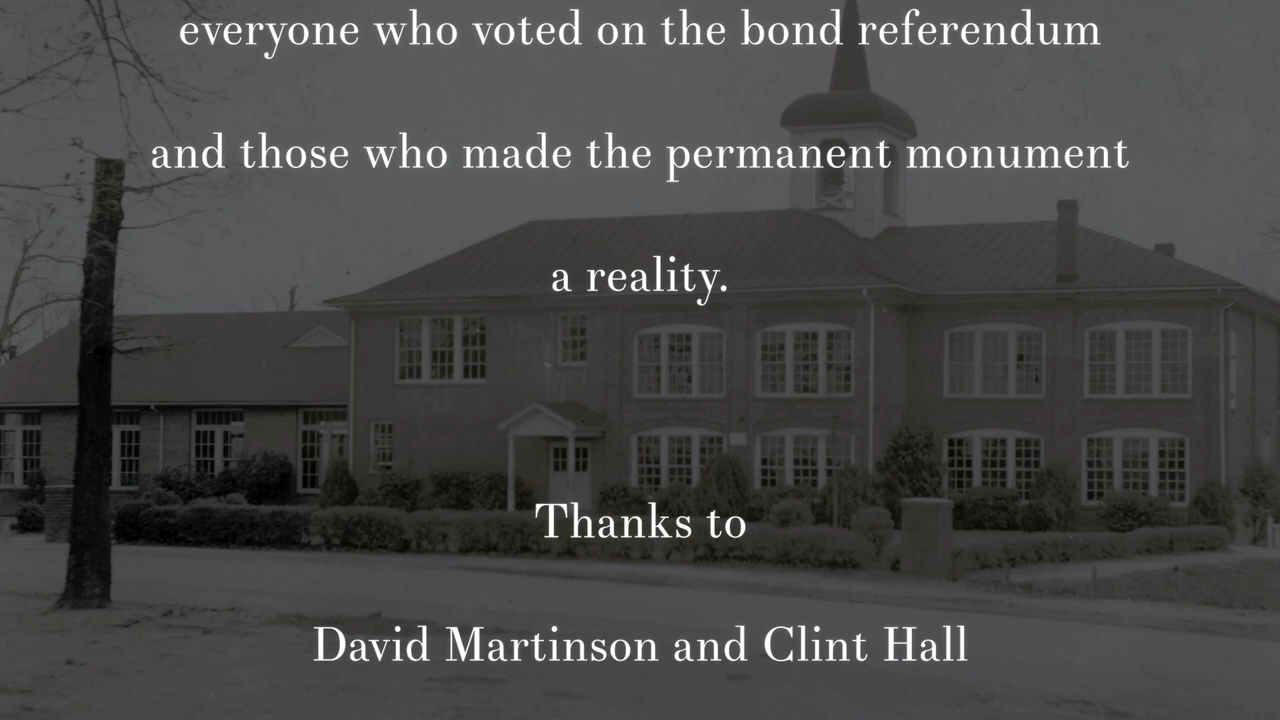 everyone who voted on the bond referendum
and those who made the permanent monument
a reality.
Thanks to
David Martinson and Clint Hall